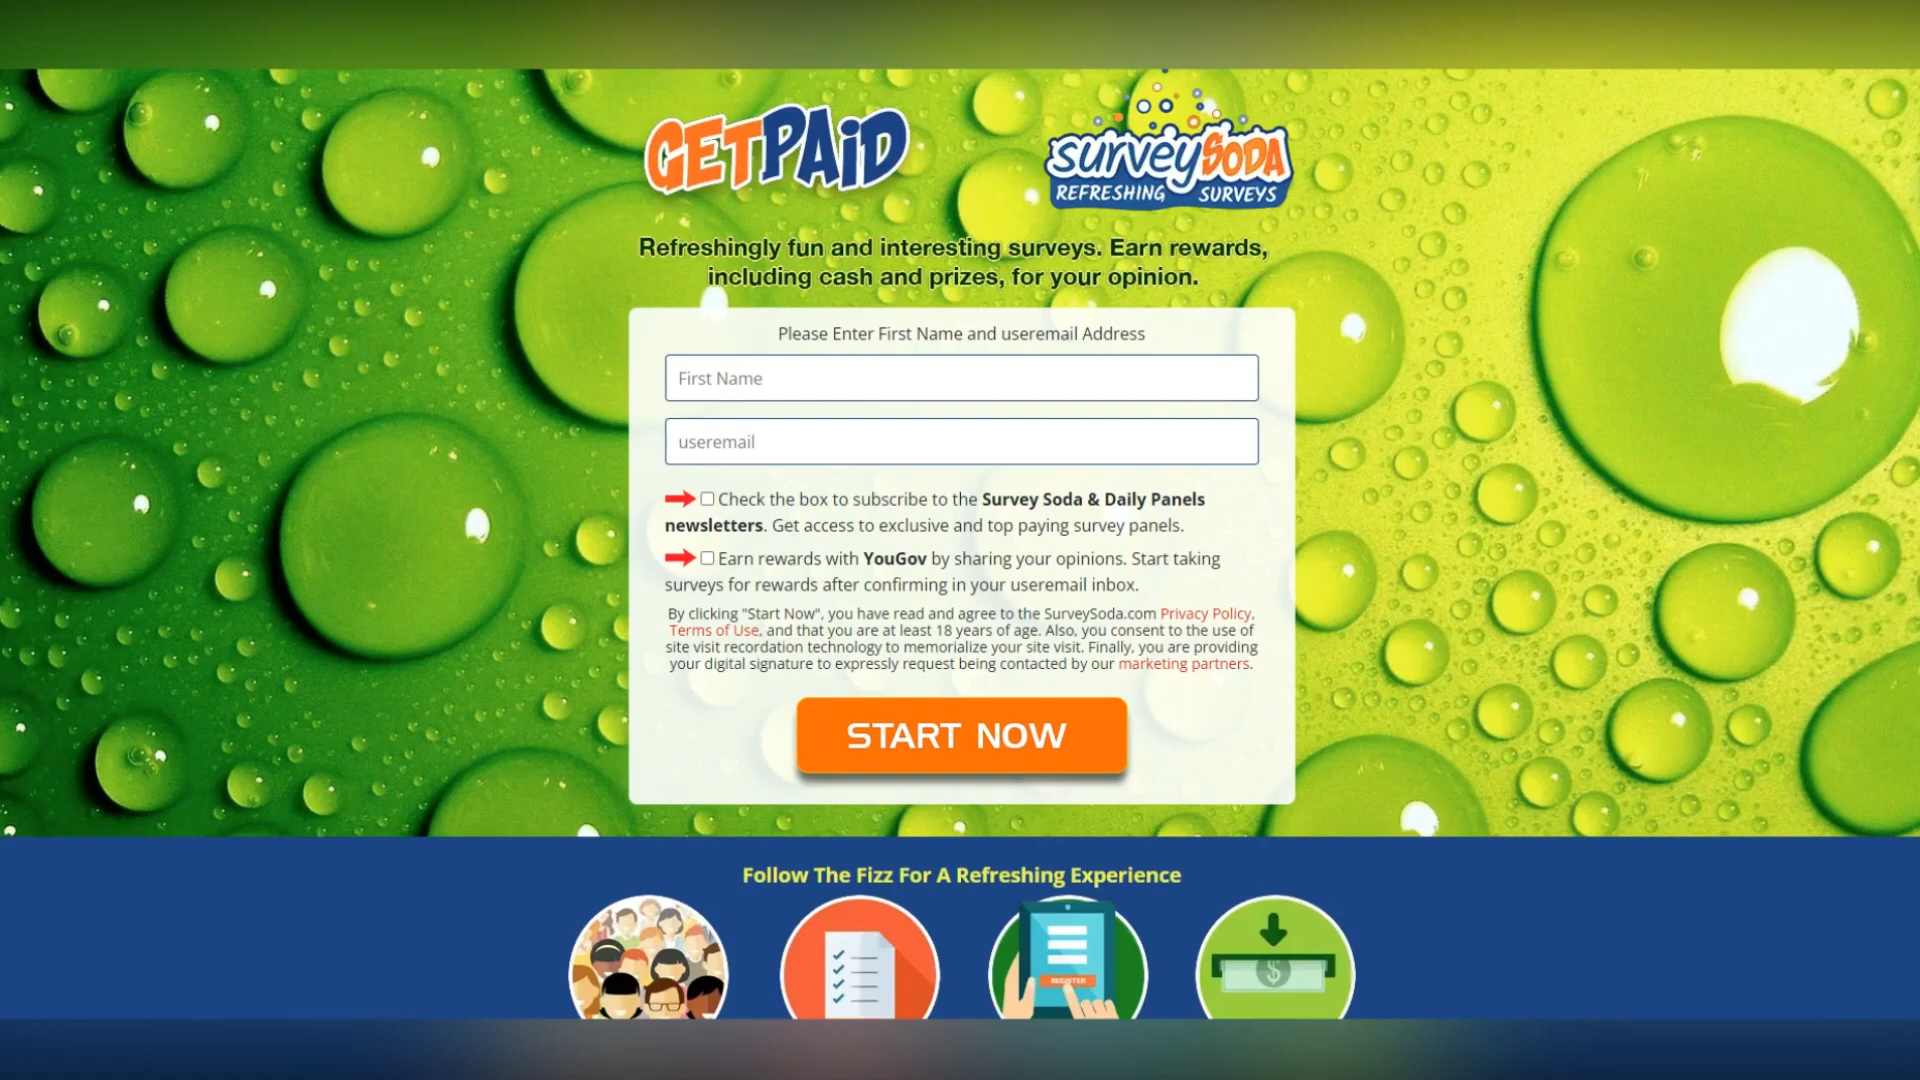 GETPAiD
surveySODA
REFRESHING SURVEYS
Refreshingly fun and interesting surveys. Earn rewards,
including cash and prizes, for your opinion.
Please Enter First Name and useremail Address
First Name
useremail
Check the box to subscribe to the Survey Soda & Daily Panels
newsletters. Get access to exclusive and top paying survey panels.
Earn rewards with YouGov by sharing your opinions. Start taking
surveys for rewards after confirming in your useremail inbox.
By clicking "Start Now", you have read and agree to the SurveySoda.com Privacy Policy,
Terms of Use, and that you are at least 18 years of age. Also, you consent to the use of
site visit recordation technology to memorialize your site visit. Finally, you are providing
your digital signature to expressly request being contacted by our marketing partners.
START NOW
Follow The Fizz For A Refreshing Experience
REGISTER
$